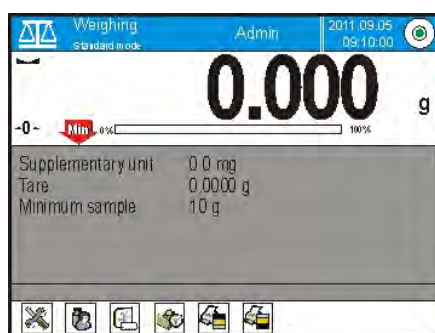 Weighing Admin 2011.09.05
Standard mode 09:10:00
0.000 g
-0- Min 0% 100%
Supplementary unit 0.0 mg
Tare 0.0000 g
Minimum sample 10 g